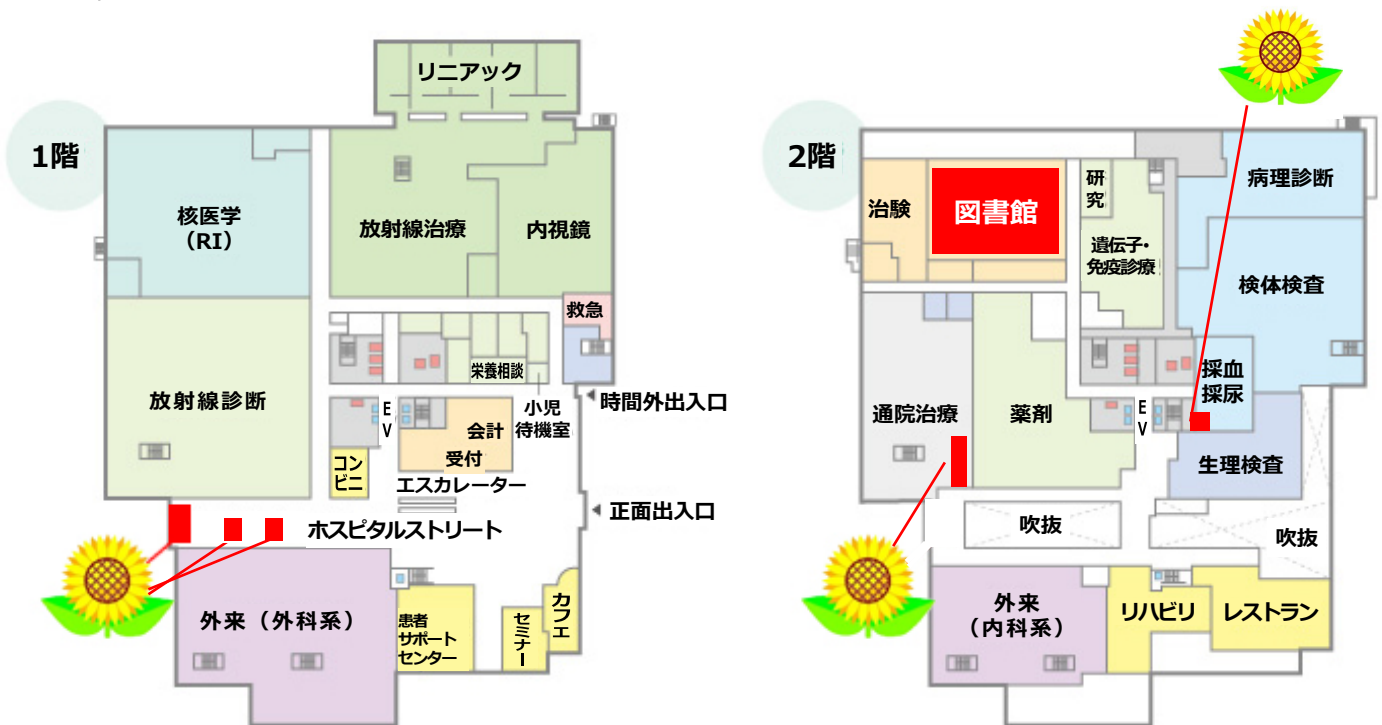 1階
リニアック
核医学
（RI）
放射線治療
内視鏡
救急
栄養相談
放射線診断
小児
待機室
時間外出入口
EV
会計
受付
コン
ビニ
エスカレーター
正面出入口
ホスピタルストリート
外来（外科系）
患者
サポート
センター
セミナー
カフェ
2階
治験
図書館
研究
病理診断
遺伝子・
免疫診療
検体検査
採血
採尿
通院治療
薬剤
EV
生理検査
吹抜
吹抜
外来
（内科系）
リハビリ
レストラン